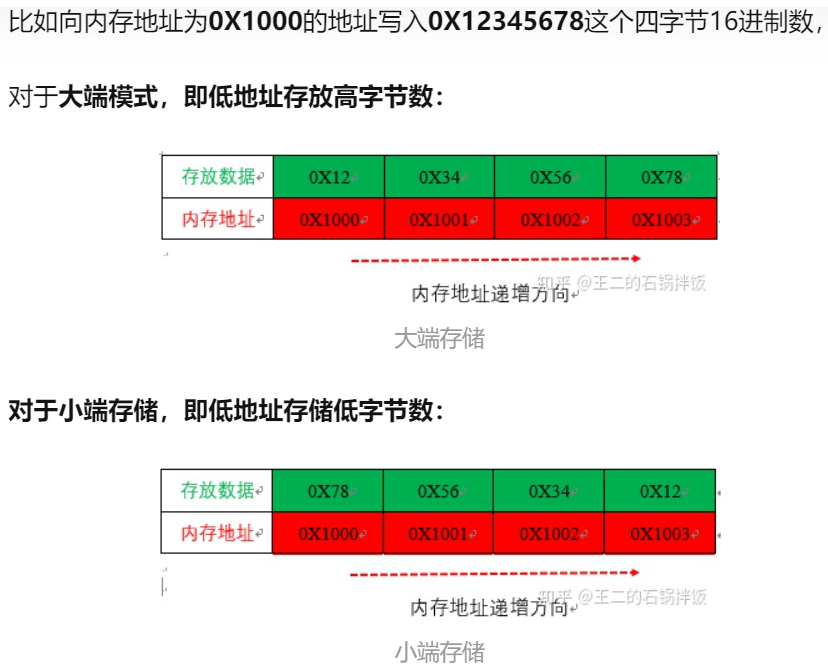 比如向内存地址为0X1000的地址写入0X12345678这个四字节16进制数，
对于大端模式，即低地址存放高字节数：
存放数据 0X12 0X34 0X56 0X78
内存地址 0X1000 0X1001 0X1002 0X1003
知乎 @王二的石锅拌饭
内存地址递增方向
大端存储
对于小端存储，即低地址存储低字节数：
存放数据 0X78 0X56 0X34 0X12
内存地址 0X1000 0X1001 0X1002 0X1003
知乎 @王二的石锅拌饭
内存地址递增方向
小端存储